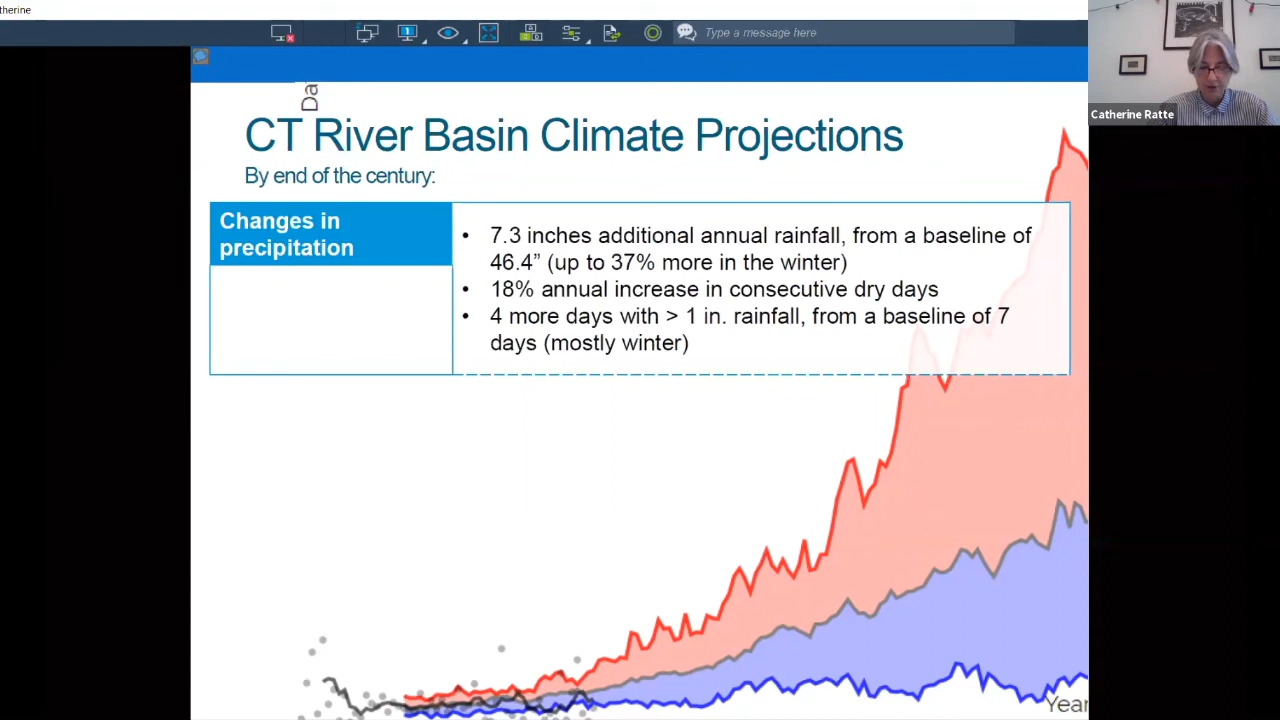 therine
1
Type a message here
Catherine Ratte
Da
CT River Basin Climate Projections
By end of the century:
Changes in
precipitation
• 7.3 inches additional annual rainfall, from a baseline of
46.4” (up to 37% more in the winter)
• 18% annual increase in consecutive dry days
• 4 more days with > 1 in. rainfall, from a baseline of 7
days (mostly winter)
Year